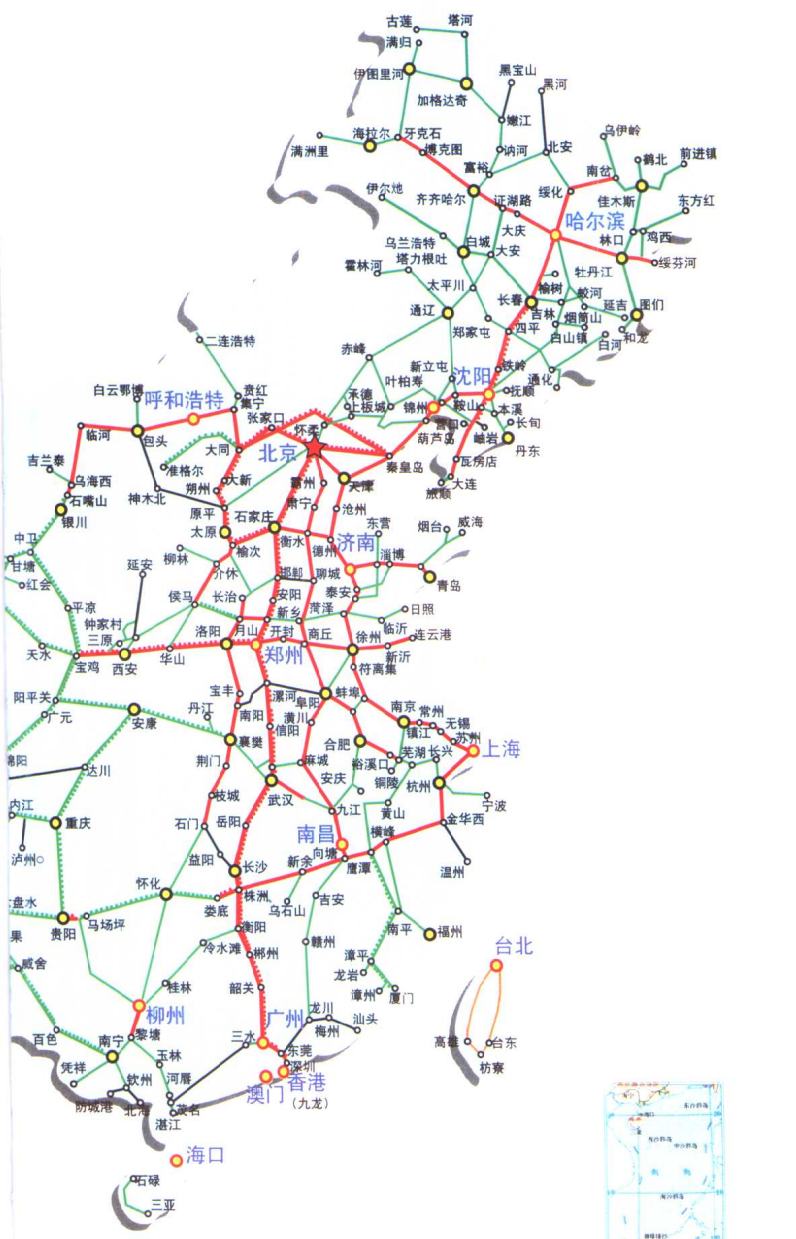 古莲
塔河
满归
伊图里河
加格达奇
黑宝山
黑河
嫩江
海拉尔
牙克石
满洲里
博克图
讷河
北安
乌伊岭
鹤北
前进镇
富裕
南岔
伊尔池
齐齐哈尔
证湖路
绥化
佳木斯
东方红
哈尔滨
大庆
林口
鸡西
乌兰浩特
白城
大安
绥芬河
塔力根吐
霍林河
牡丹江
太平川
榆树
长春
蛟河
通辽
吉林
烟筒山
延吉
图们
郑家屯
四平
白山镇
白河
和龙
二连浩特
赤峰
新立屯
铁岭
叶柏寿
沈阳
通化
白云鄂博
呼和浩特
贲红
集宁
承德
上板城
锦州
鞍山
抚顺
本溪
张家口
怀柔
营口
长旬
临河
包头
北京
葫芦岛
岫岩
丹东
大同
秦皇岛
瓦房店
吉兰泰
准格尔
乌海西
大新
霸州
天津
大连
旅顺
朔州
神木北
石嘴山
银川
原平
肃宁
沧州
石家庄
太原
东营
烟台
威海
中卫
衡水
济南
德州
淄博
榆次
柳林
甘塘
延安
介休
邯郸
聊城
泰安
青岛
红会
侯马
长治
安阳
日照
平凉
钟家村
新乡
菏泽
临沂
三原
洛阳
月山
开封
商丘
徐州
连云港
天水
宝鸡
西安
华山
郑州
新沂
符离集
阳平关
宝丰
漯河
阜阳
蚌埠
广元
安康
丹江
南阳
潢川
南京
常州
信阳
镇江
无锡
苏州
襄樊
合肥
上海
绵阳
荆门
麻城
裕溪口
芜湖
长兴
达川
安庆
铜陵
杭州
枝城
武汉
宁波
内江
九江
黄山
重庆
石门
岳阳
南昌
横峰
金华西
泸州
益阳
向塘
长沙
新余
鹰潭
温州
怀化
株洲
六盘水
娄底
乌石山
吉安
贵阳
马场坪
衡阳
南平
福州
冷水滩
赣州
郴州
漳平
台北
威舍
龙岩
桂林
韶关
漳州
厦门
柳州
广州
龙川
梅州
汕头
百色
南宁
黎塘
三水
东莞
高雄
台东
玉林
深圳
枋寮
凭祥
钦州
河唇
澳门
香港
防城港
北海
茂名
(九龙)
湛江
海口
石碌
三亚